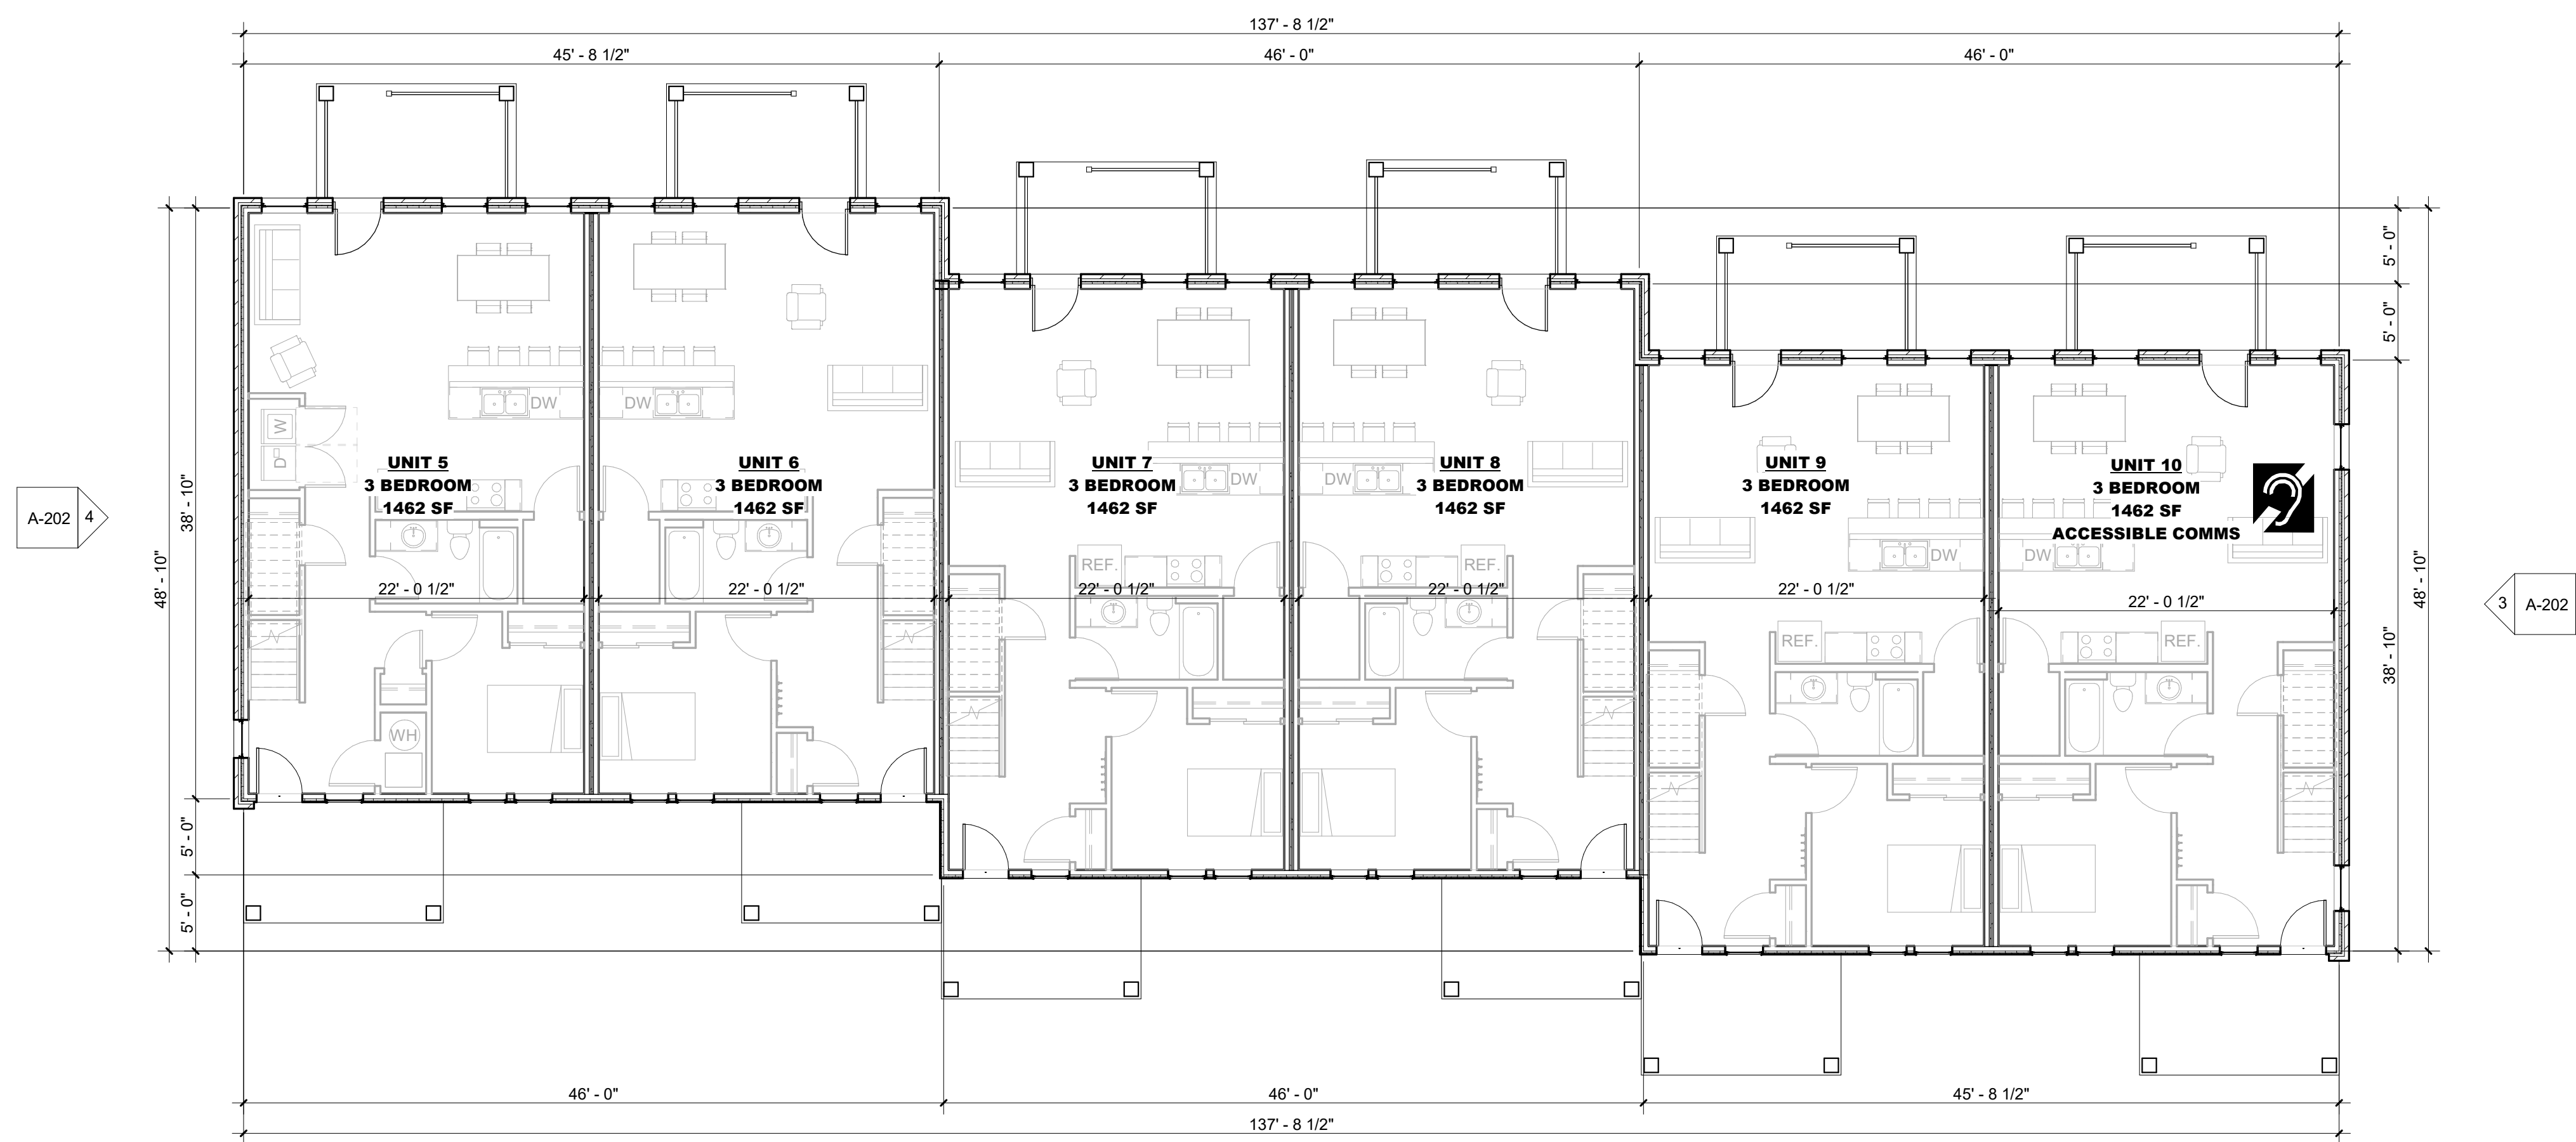 137' - 8 1/2"
45' - 8 1/2"
46' - 0"
46' - 0"
48' - 10"
38' - 10"
5' - 0"
5' - 0"
5' - 0"
5' - 0"
38' - 10"
48' - 10"
A-202 4
3 A-202
UNIT 5
3 BEDROOM
1462 SF
UNIT 6
3 BEDROOM
1462 SF
UNIT 7
3 BEDROOM
1462 SF
UNIT 8
3 BEDROOM
1462 SF
UNIT 9
3 BEDROOM
1462 SF
UNIT 10
3 BEDROOM
1462 SF
ACCESSIBLE COMMS
DW
DW
DW
DW
DW
DW
W
D
REF.
REF.
REF.
REF.
22' - 0 1/2"
22' - 0 1/2"
22' - 0 1/2"
22' - 0 1/2"
22' - 0 1/2"
22' - 0 1/2"
WH
46' - 0"
46' - 0"
45' - 8 1/2"
137' - 8 1/2"